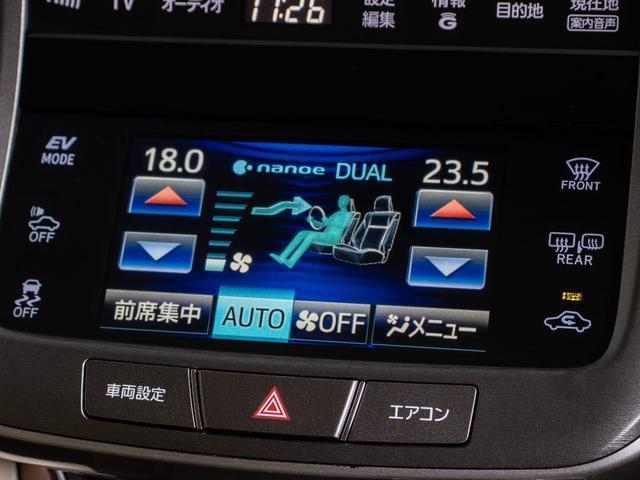 TV
オーディオ
11:26
設定
編集
情報
G
目的地
現在地
案内音声
EV
MODE
18.0
nanoe DUAL
23.5
FRONT
OFF
REAR
OFF
前席集中
AUTO
OFF
メニュー
車両設定
エアコン